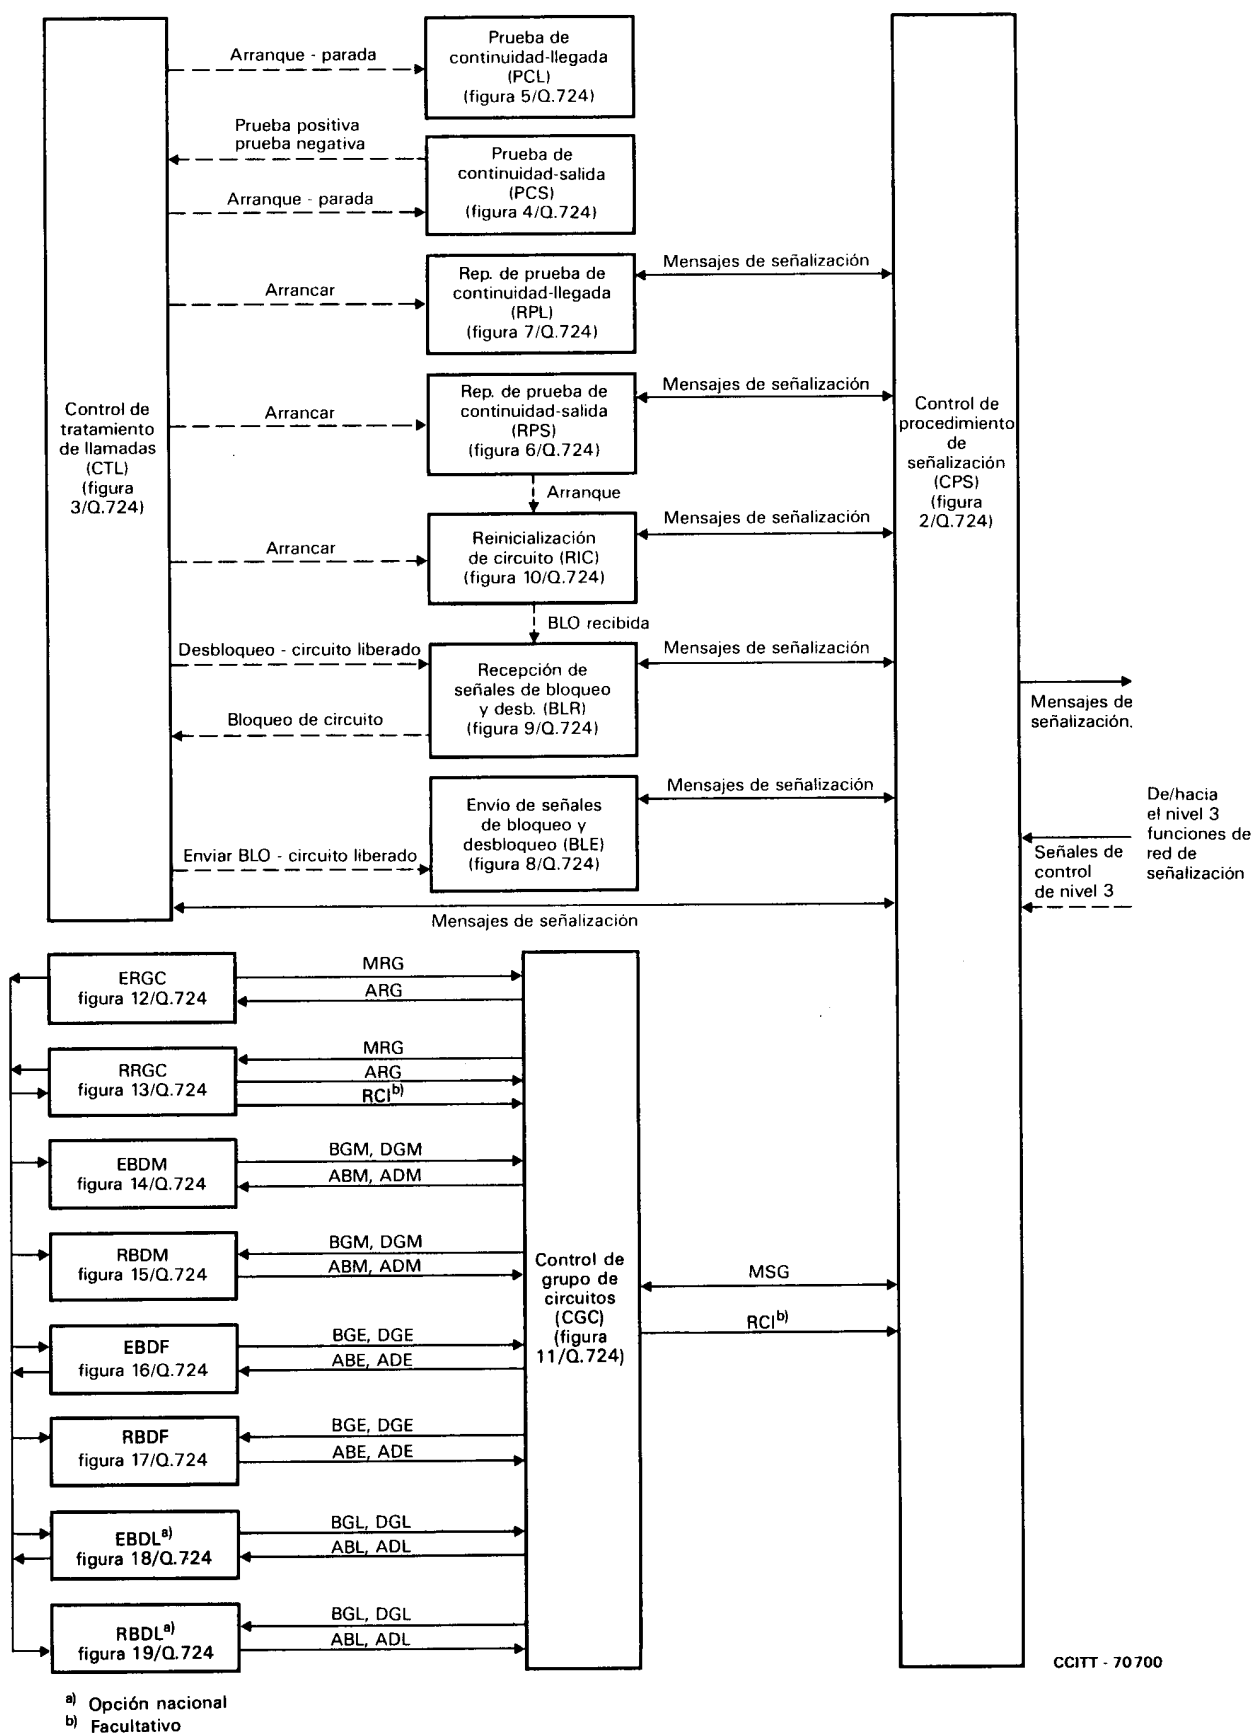 Prueba de
continuidad-llegada
(PCL)
(figura 5/Q.724)
Arranque - parada
Prueba positiva
prueba negativa
Prueba de
continuidad-salida
(PCS)
(figura 4/Q.724)
Arranque - parada
Rep. de prueba de
continuidad-llegada
(RPL)
(figura 7/Q.724)
Mensajes de señalización
Arrancar
Rep. de prueba de
continuidad-salida
(RPS)
(figura 6/Q.724)
Mensajes de señalización
Arrancar
Control de
tratamiento
de llamadas
(CTL)
(figura
3/Q.724)
Control de
procedimiento
de
señalización
(CPS)
(figura
2/Q.724)
Arranque
Mensajes de señalización
Arrancar
Reinicialización
de circuito (RIC)
(figura 10/Q.724)
BLO recibida
Desbloqueo - circuito liberado
Mensajes de señalización
Recepción de
señales de bloqueo
y desb. (BLR)
(figura 9/Q.724)
Bloqueo de circuito
Mensajes de
señalización.
Mensajes de señalización
Envío de señales
de bloqueo y
desbloqueo (BLE)
(figura 8/Q.724)
Enviar BLO - circuito liberado
De/hacia
el nivel 3
funciones de
red de
señalización
Señales de
control
de nivel 3
Mensajes de señalización
ERGC
figura 12/Q.724
MRG
ARG
RRGC
figura 13/Q.724
MRG
ARG
RCI b)
EBDM
figura 14/Q.724
BGM, DGM
ABM, ADM
RBDM
figura 15/Q.724
BGM, DGM
ABM, ADM
Control de
grupo de
circuitos
(CGC)
(figura
11/Q.724)
MSG
RCI b)
EBDF
figura 16/Q.724
BGE, DGE
ABE, ADE
RBDF
figura 17/Q.724
BGE, DGE
ABE, ADE
EBDL a)
figura 18/Q.724
BGL, DGL
ABL, ADL
RBDL a)
figura 19/Q.724
BGL, DGL
ABL, ADL
CCITT - 70700
a) Opción nacional
b) Facultativo